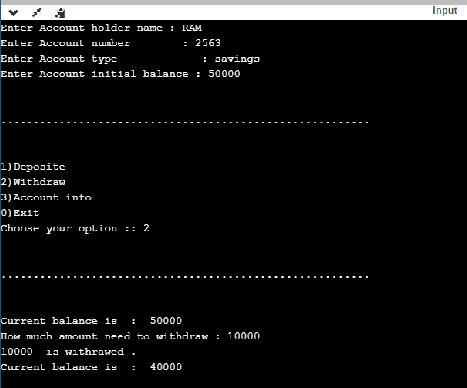 Input
Enter Account holder name : RAM
Enter Account number        : 2563
Enter Account type             : savings
Enter Account initial balance : 50000
.........................................................
1)Deposite
2)Withdraw
3)Account info
0)Exit
Choose your option :: 2
.........................................................
Current balance is  :  50000
How much amount need to withdraw : 10000
10000  is withrawed .
Current balance is  :  40000